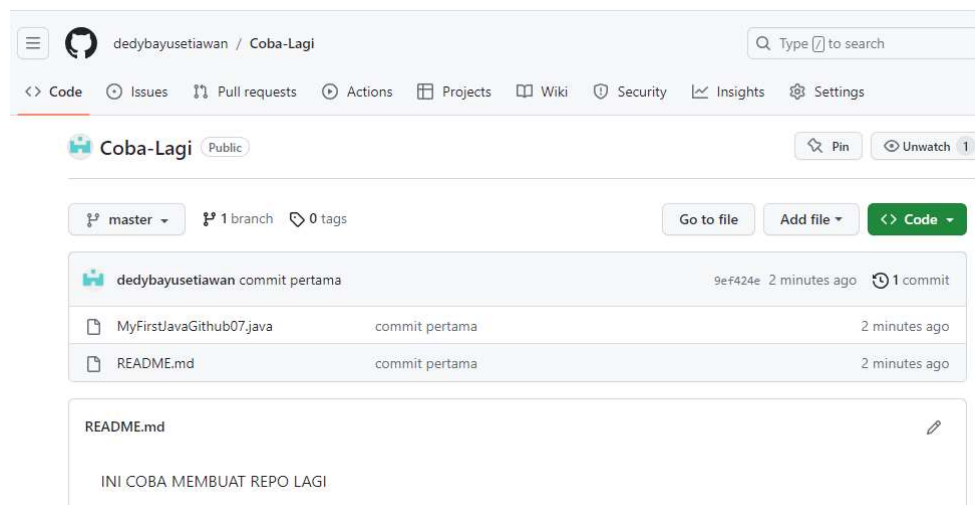 dedybayusetiawan / Coba-Lagi
Type / to search
<> Code Issues Pull requests Actions Projects Wiki Security Insights Settings
Coba-Lagi Public Pin Unwatch 1
master 1 branch 0 tags Go to file Add file <> Code
dedybayusetiawan commit pertama 9ef424e 2 minutes ago 1 commit
MyFirstJavaGithub07.java commit pertama 2 minutes ago
README.md commit pertama 2 minutes ago
README.md
INI COBA MEMBUAT REPO LAGI